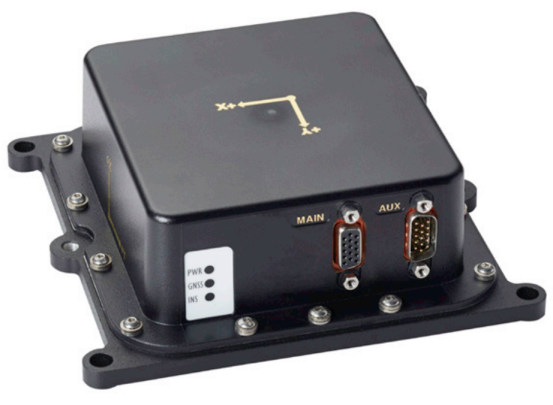 X+
Y+
MAIN
AUX
PWR
GNSS
INS